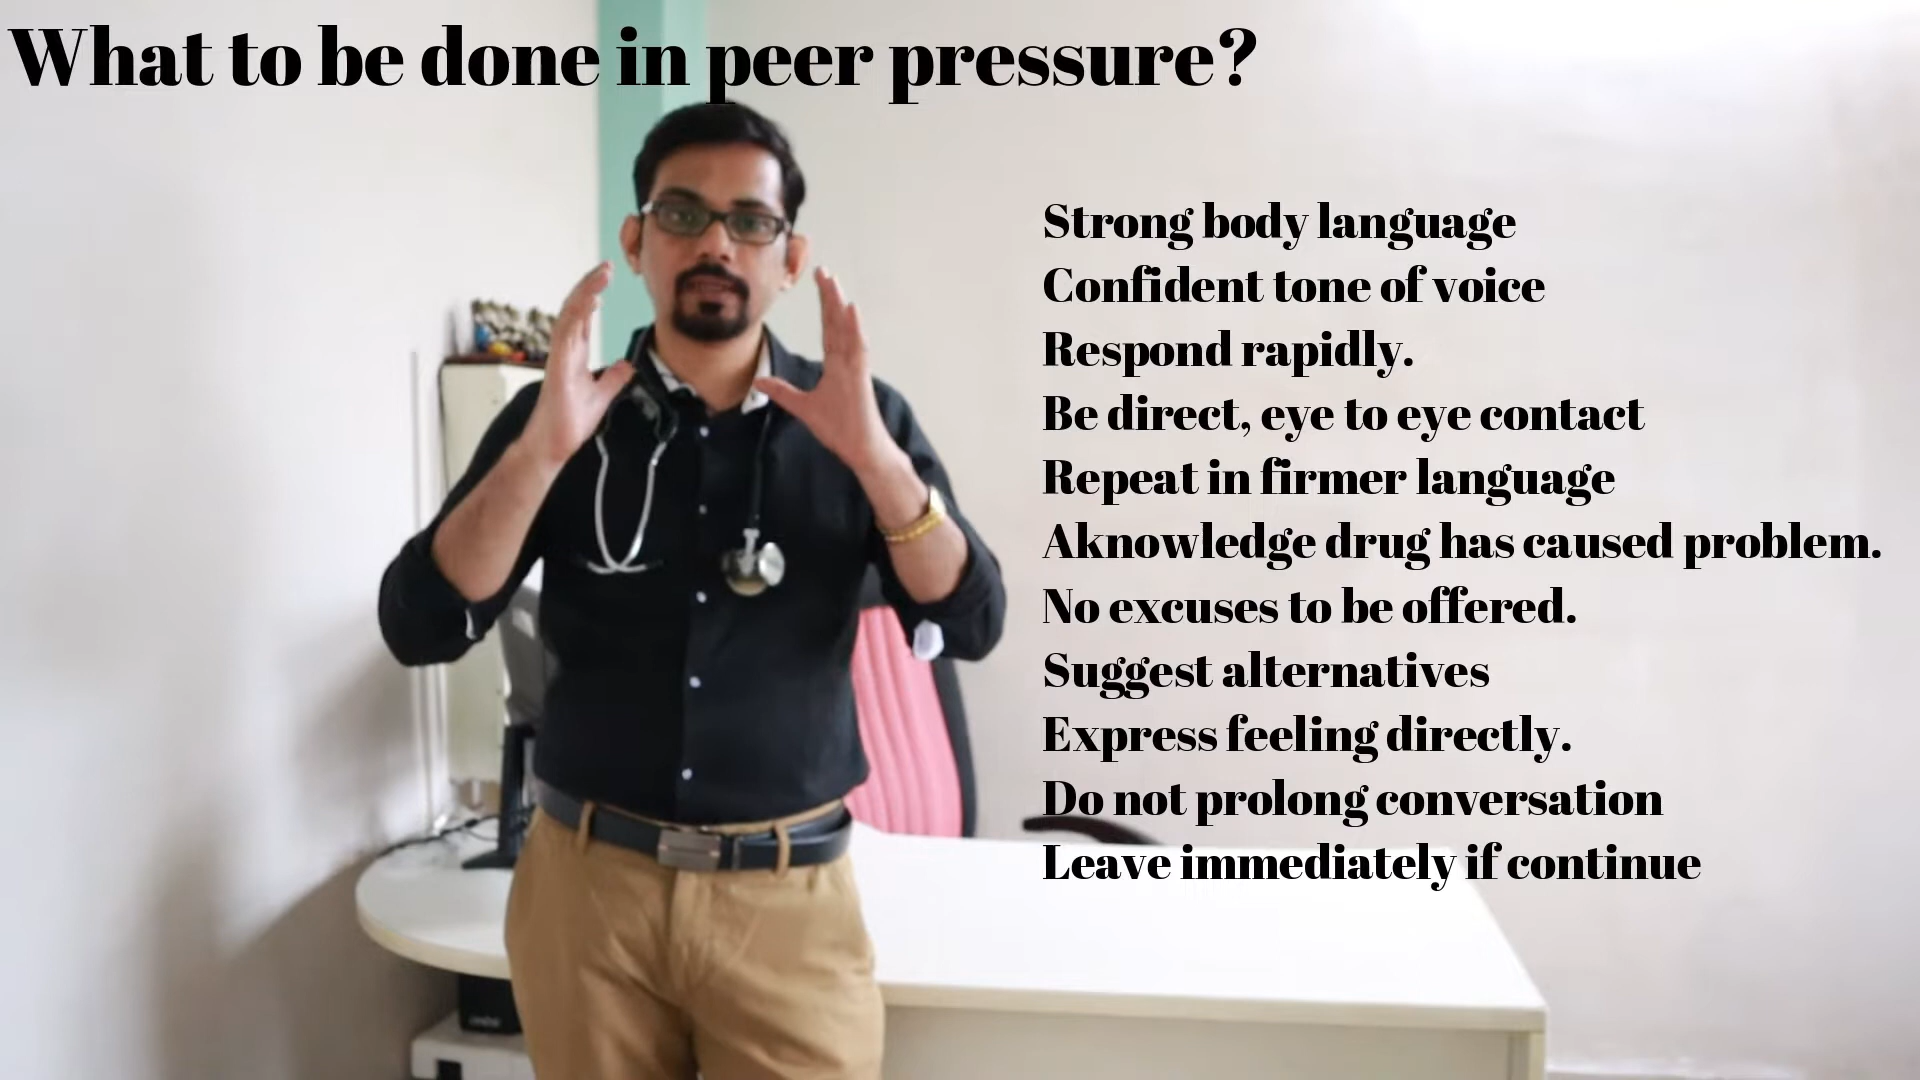 What to be done in peer pressure?
Strong body language
Confident tone of voice
Respond rapidly.
Be direct, eye to eye contact
Repeat in firmer language
Aknowledge drug has caused problem.
No excuses to be offered.
Suggest alternatives
Express feeling directly.
Do not prolong conversation
Leave immediately if continue